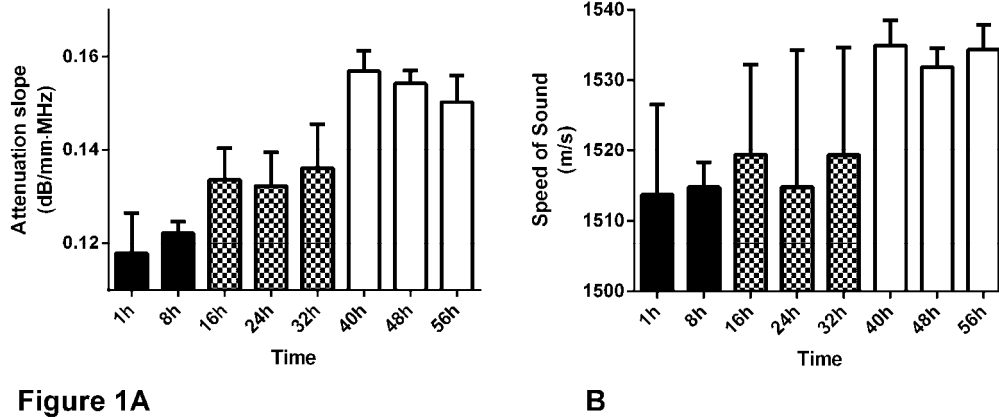 Attenuation slope
(dB/mm-MHz)
0.16
0.14
0.12
1h
8h
16h
24h
32h
40h
48h
56h
Time
Figure 1A
Speed of Sound
(m/s)
1540
1530
1520
1510
1500
1h
8h
16h
24h
32h
40h
48h
56h
Time
B